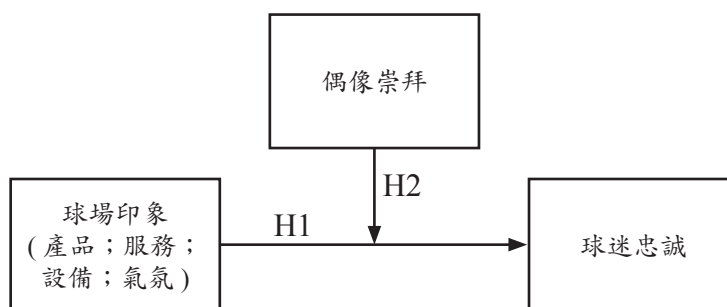 偶像崇拜
H2
球場印象
( 產品；服務；
設備；氣氛 )
H1
球迷忠誠